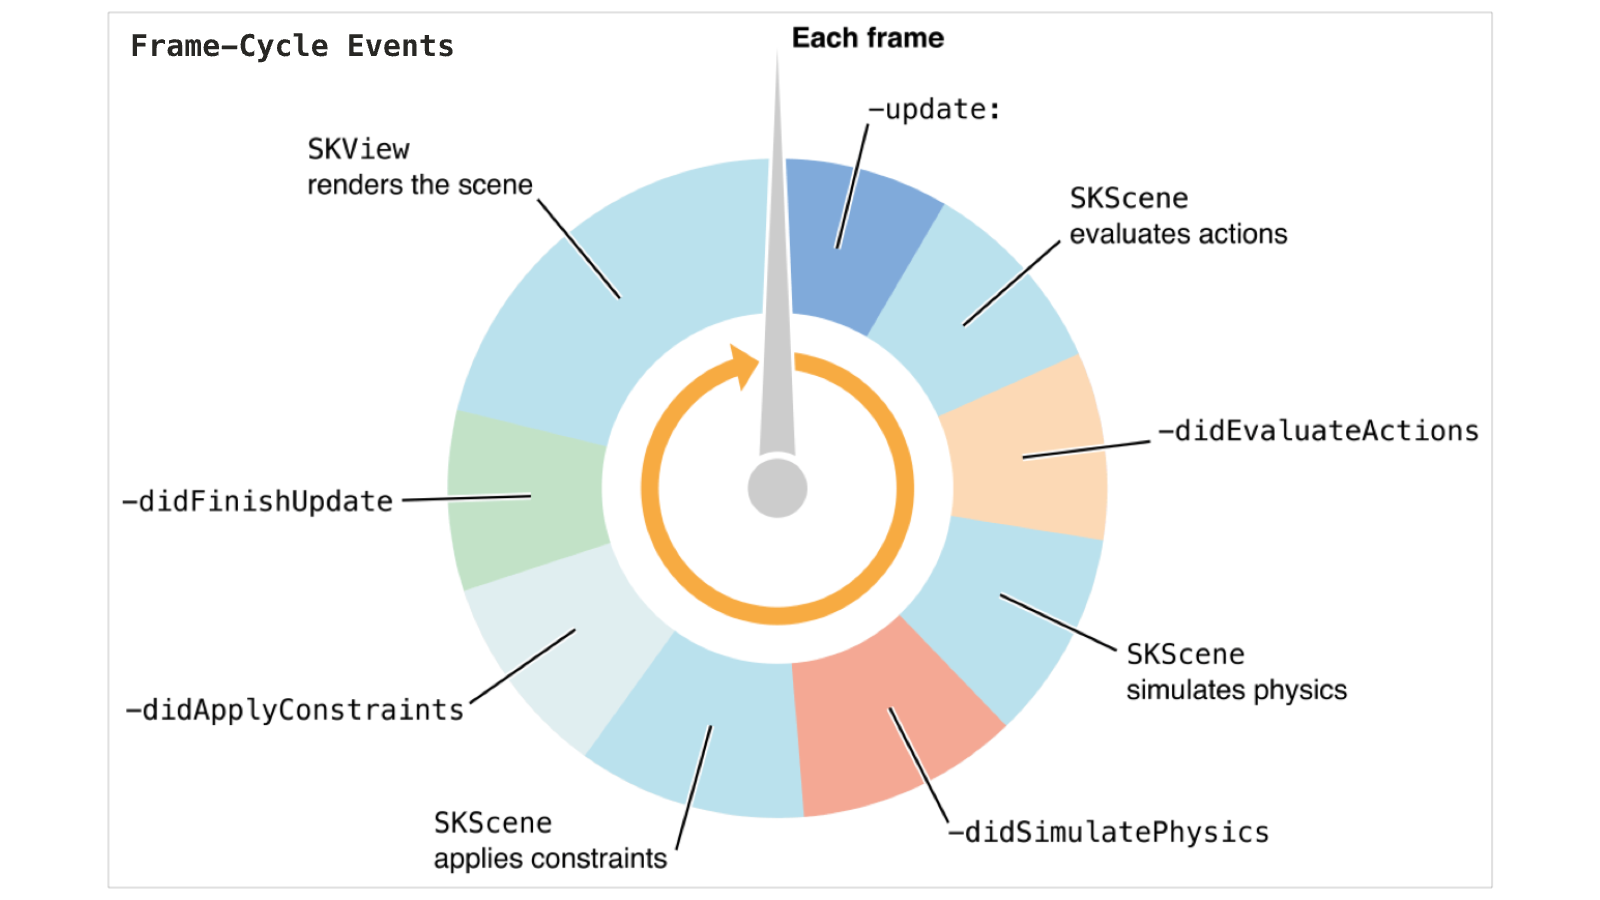 Frame-Cycle Events
Each frame
-update:
SKScene
evaluates actions
-didEvaluateActions
SKScene
simulates physics
-didSimulatePhysics
SKScene
applies constraints
-didApplyConstraints
-didFinishUpdate
SKView
renders the scene